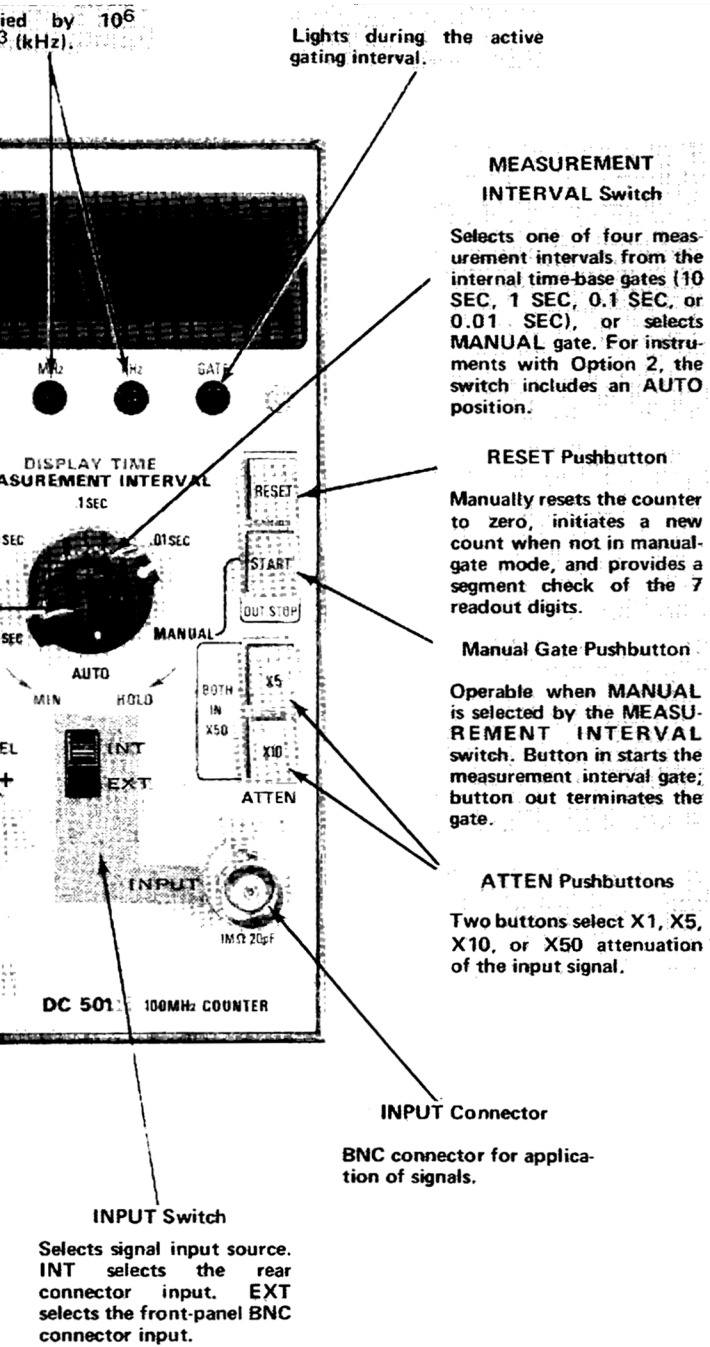 ied by 10⁶
³ (kHz).
Lights during the active
gating interval.
MEASUREMENT
INTERVAL Switch
Selects one of four meas-
urement intervals from the
internal time-base gates (10
SEC, 1 SEC, 0.1 SEC, or
0.01 SEC), or selects
MANUAL gate. For instru-
ments with Option 2, the
switch includes an AUTO
position.
MHz kHz GATE
DISPLAY TIME
ASUREMENT INTERVAL
.1SEC
SEC
.01SEC
SEC
MANUAL
AUTO
MIN HOLD
RESET
START
OUT STOP
RESET Pushbutton
Manually resets the counter
to zero, initiates a new
count when not in manual-
gate mode, and provides a
segment check of the 7
readout digits.
Manual Gate Pushbutton
Operable when MANUAL
is selected by the MEASU-
REMENT INTERVAL
switch. Button in starts the
measurement interval gate;
button out terminates the
gate.
BOTH
IN
X50
X5
X10
ATTEN
EL
+
INT
EXT
INPUT
1MΩ 20pF
ATTEN Pushbuttons
Two buttons select X1, X5,
X10, or X50 attenuation
of the input signal.
DC 501 100MHz COUNTER
INPUT Connector
BNC connector for applica-
tion of signals.
INPUT Switch
Selects signal input source.
INT selects the rear
connector input. EXT
selects the front-panel BNC
connector input.